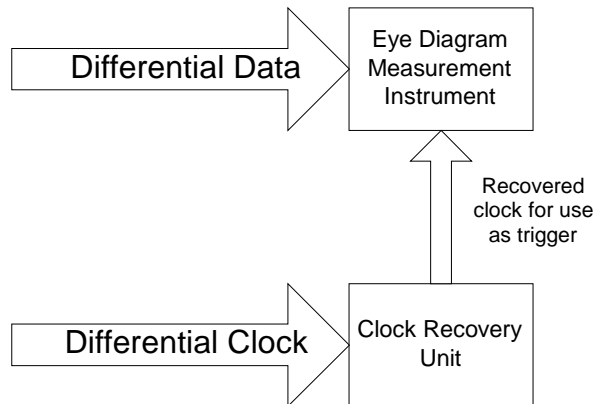 Differential Data
Eye Diagram
Measurement
Instrument
Recovered
clock for use
as trigger
Differential Clock
Clock Recovery
Unit